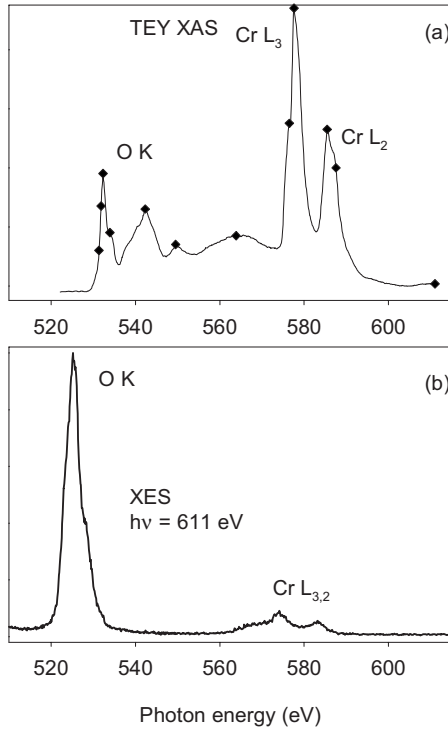 TEY XAS
Cr L3
(a)
Cr L2
O K
520 540 560 580 600
O K
(b)
XES
hν = 611 eV
Cr L3,2
520 540 560 580 600
Photon energy (eV)